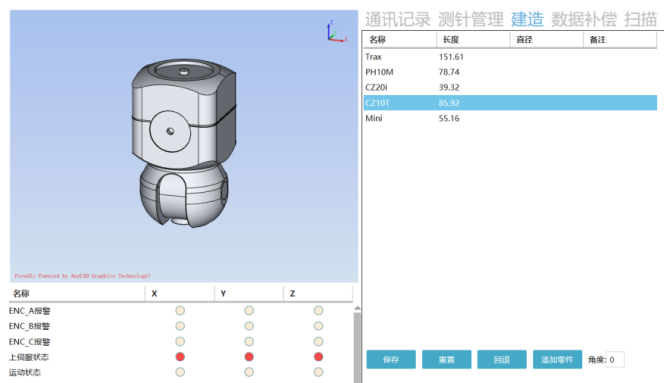 通讯记录 测针管理 建造 数据补偿 扫描
名称 长度 直径 备注
Trax 151.61
PH10M 78.74
CZ20i 39.32
CZ10T 85.92
Mini 55.16
Z
X
Proudly Powered by AnyCAD Graphics Technology!
名称 X Y Z
ENC_A报警
ENC_B报警
ENC_C报警
上伺服状态
运动状态
保存 重置 回退 添加零件 角度: 0